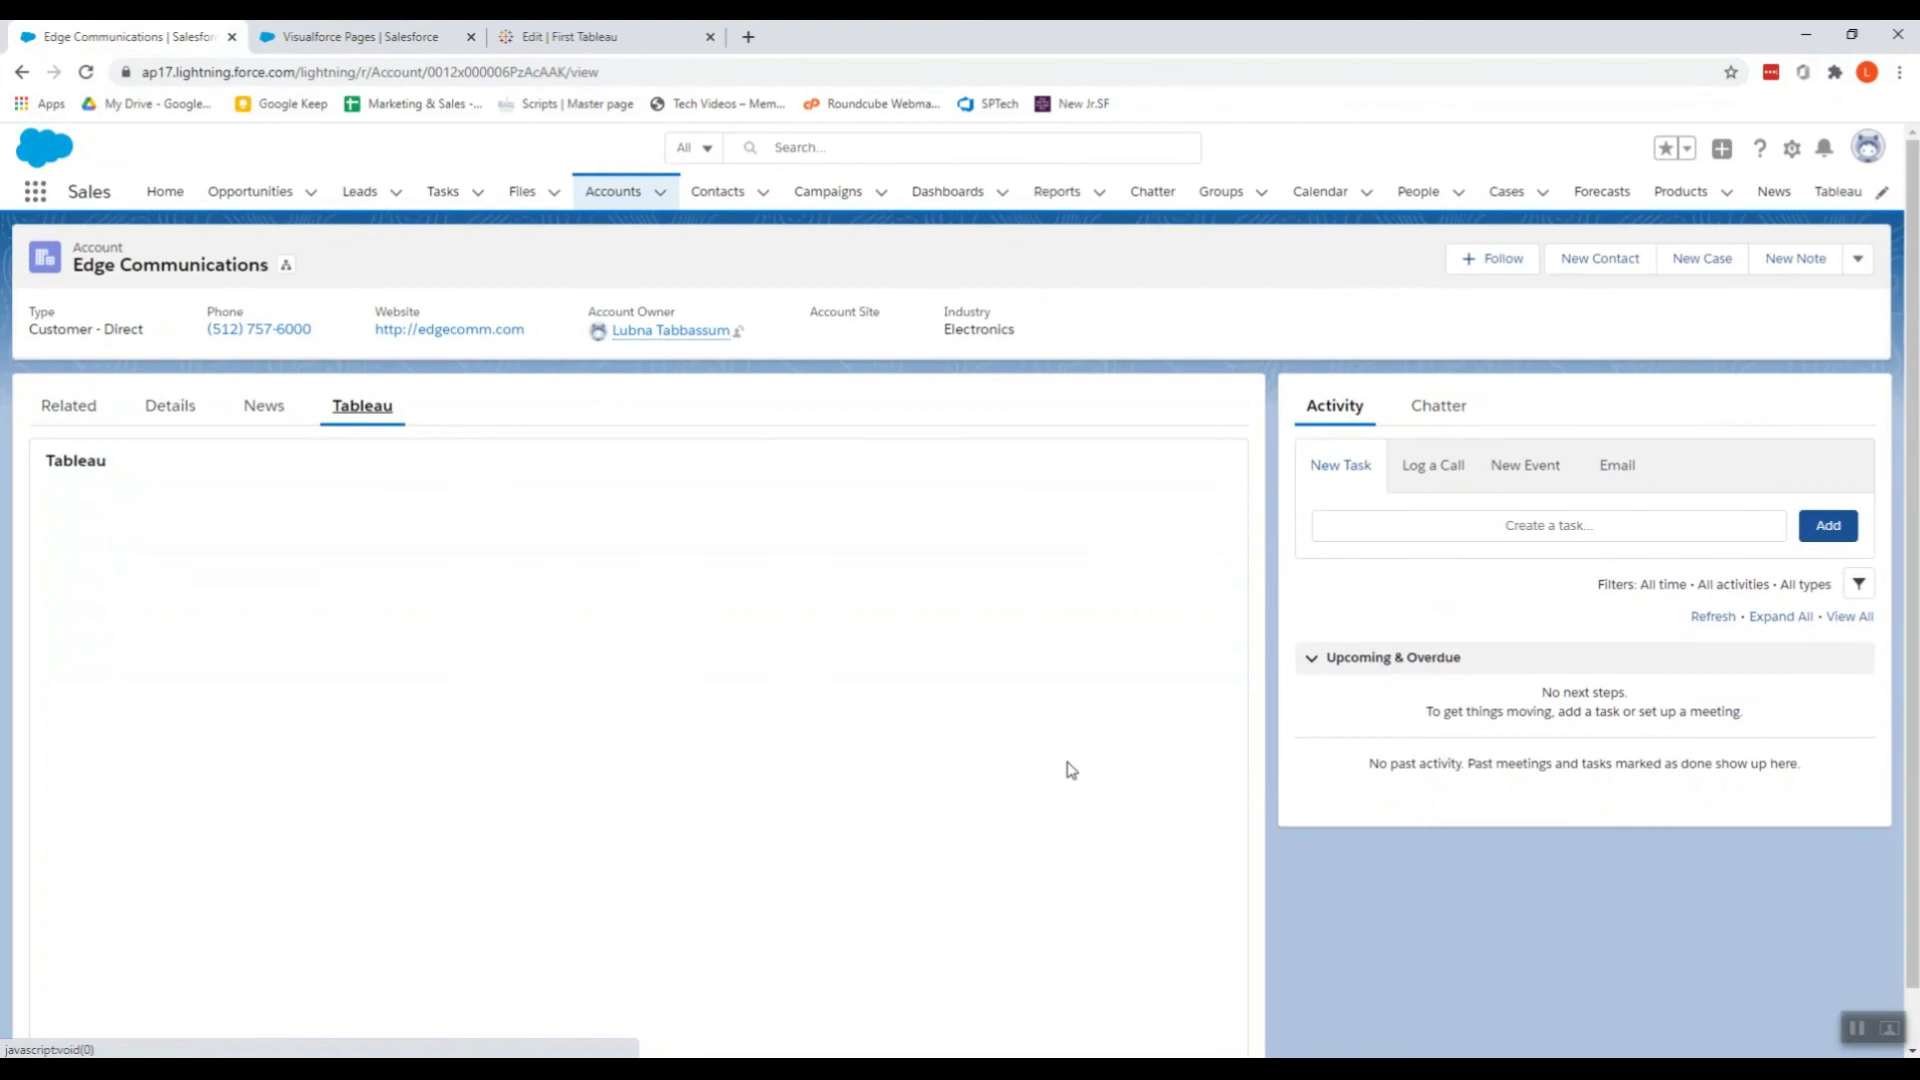 Edge Communications | Salesfor
Visualforce Pages | Salesforce
Edit | First Tableau
ap17.lightning.force.com/lightning/r/Account/0012x000006PzAcAAK/view
L
Apps
My Drive - Google...
Google Keep
Marketing & Sales -...
Scripts | Master page
Tech Videos – Mem...
Roundcube Webma...
SPTech
New Jr.SF
All
Search...
Sales
Home
Opportunities
Leads
Tasks
Files
Accounts
Contacts
Campaigns
Dashboards
Reports
Chatter
Groups
Calendar
People
Cases
Forecasts
Products
News
Tableau
Account
Edge Communications
Follow
New Contact
New Case
New Note
Type
Customer - Direct
Phone
(512) 757-6000
Website
http://edgecomm.com
Account Owner
Lubna Tabbassum
Account Site
Industry
Electronics
Related
Details
News
Tableau
Tableau
Activity
Chatter
New Task
Log a Call
New Event
Email
Create a task...
Add
Filters: All time • All activities • All types
Refresh • Expand All • View All
Upcoming & Overdue
No next steps.
To get things moving, add a task or set up a meeting.
No past activity. Past meetings and tasks marked as done show up here.
javascript:void(0)